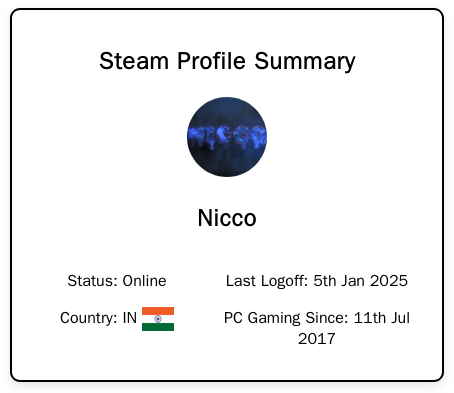 Steam Profile Summary
Nicco
Status: Online
Last Logoff: 5th Jan 2025
Country: IN
PC Gaming Since: 11th Jul
2017